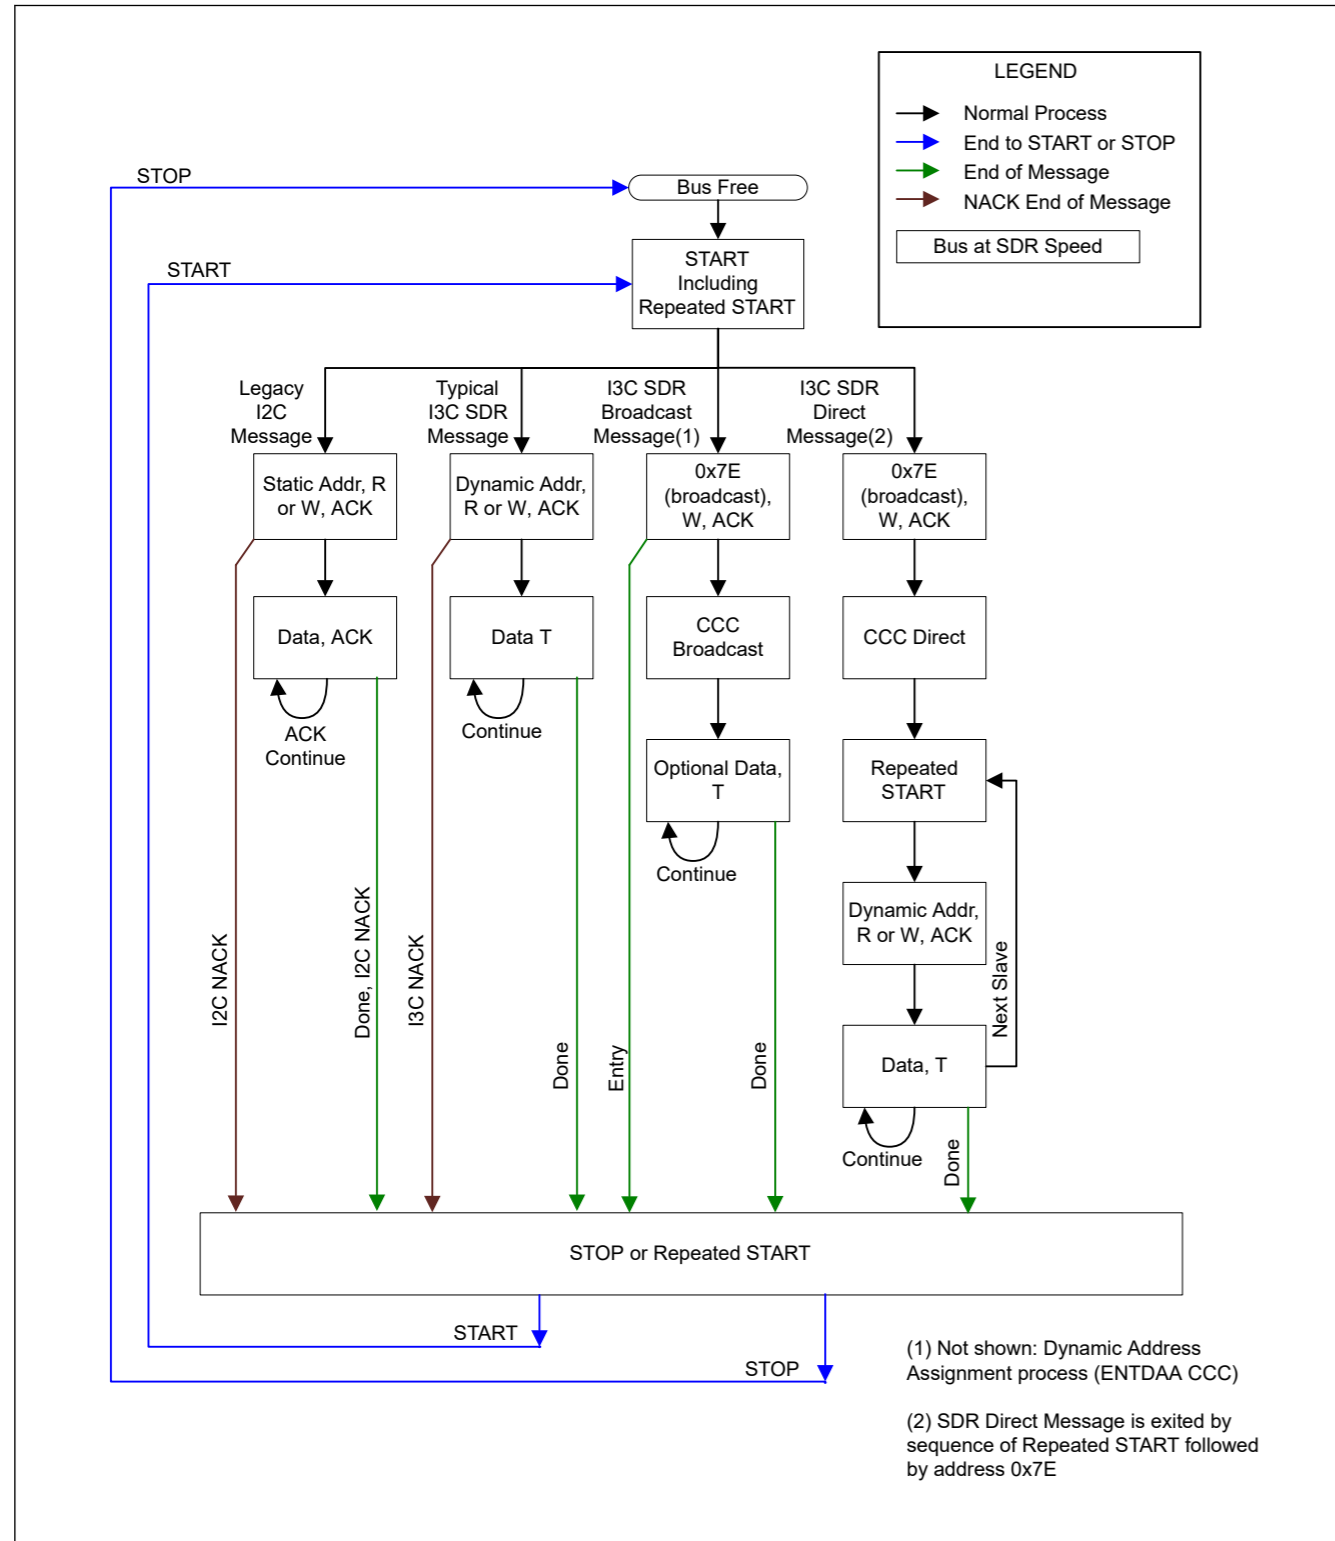 LEGEND
Normal Process
End to START or STOP
End of Message
NACK End of Message
Bus at SDR Speed
STOP
Bus Free
START
START
Including
Repeated START
Legacy
I2C
Message
Typical
I3C SDR
Message
I3C SDR
Broadcast
Message(1)
I3C SDR
Direct
Message(2)
Static Addr, R
or W, ACK
Dynamic Addr,
R or W, ACK
0x7E
(broadcast),
W, ACK
0x7E
(broadcast),
W, ACK
Data, ACK
Data T
CCC
Broadcast
CCC Direct
ACK
Continue
Continue
Optional Data,
T
Repeated
START
Continue
Dynamic Addr,
R or W, ACK
Next Slave
Data, T
Continue
I2C NACK
Done, I2C NACK
I3C NACK
Done
Entry
Done
Done
STOP or Repeated START
START
STOP
(1) Not shown: Dynamic Address
Assignment process (ENTDAA CCC)
(2) SDR Direct Message is exited by
sequence of Repeated START followed
by address 0x7E